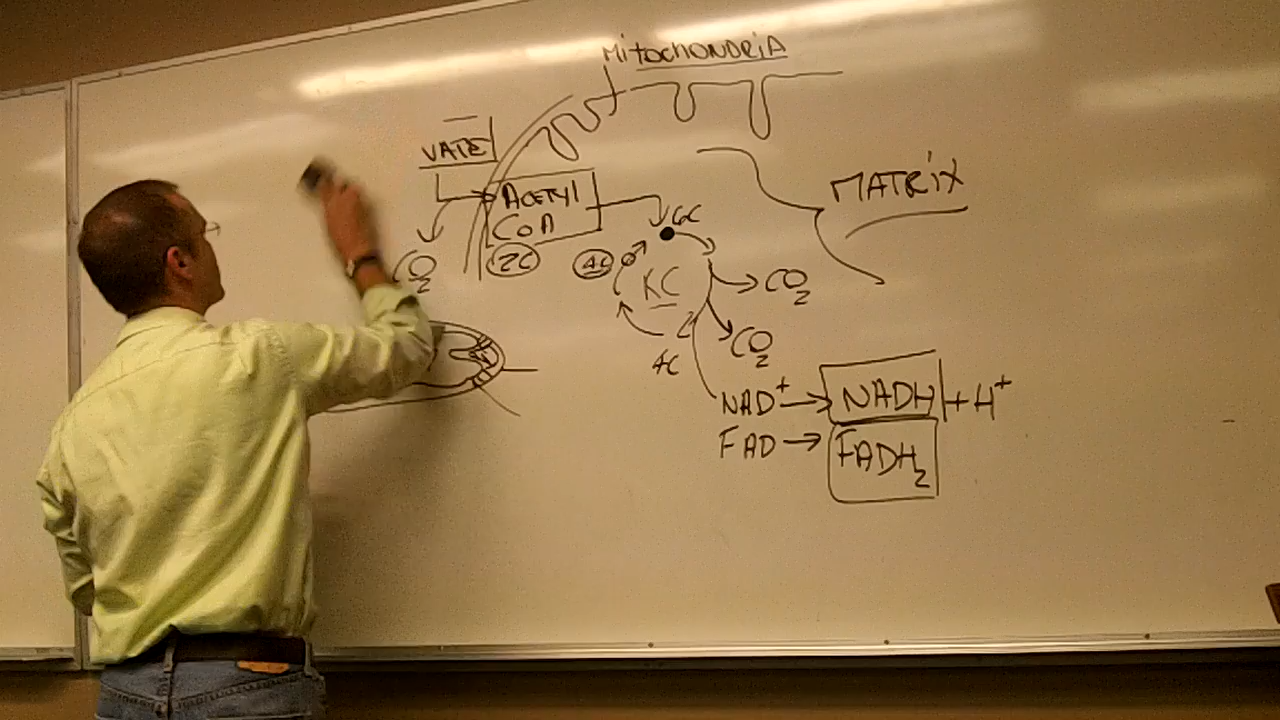 MitOCHONDRiA
VATE
ACETYL
COA
2C
MATRiX
6C
4C
KC
CO2
CO2
CO2
4C
NAD+ → NADH + H+
FAD → FADH2